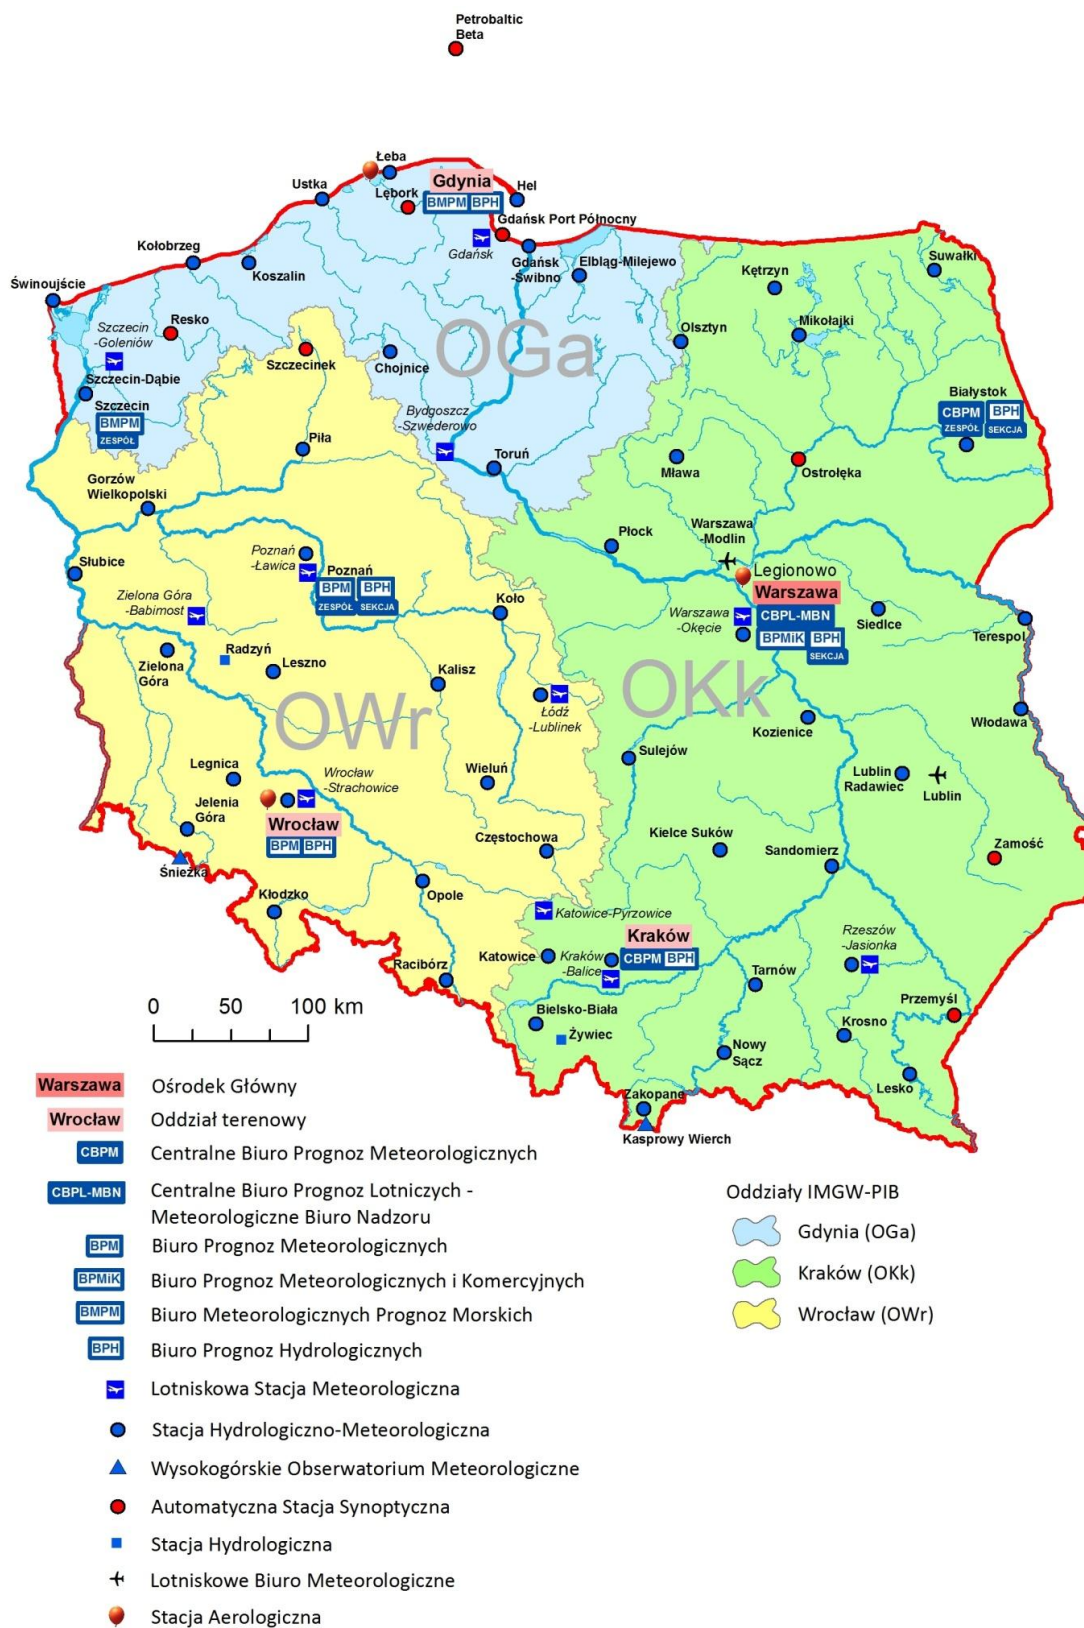 Petrobaltic
Beta
Łeba
Ustka
Lębork
Gdynia
BMPM BPH
Hel
Gdańsk Port Północny
Gdańsk
Gdańsk
-Świbno
Elbląg-Milejewo
Kołobrzeg
Koszalin
Suwałki
Kętrzyn
Świnoujście
Szczecin
-Goleniów
Resko
Szczecinek
Chojnice
OGa
Olsztyn
Mikołajki
Szczecin-Dąbie
Szczecin
BMPM
ZESPÓŁ
Bydgoszcz
-Szwederowo
Białystok
CBPM BPH
ZESPÓŁ SEKCJA
Piła
Toruń
Mława
Ostrołęka
Gorzów
Wielkopolski
Płock
Warszawa
-Modlin
Słubice
Poznań
-Ławica
Poznań
BPM BPH
ZESPÓŁ SEKCJA
Legionowo
Warszawa
CBPL-MBN
BPMiK BPH
SEKCJA
Zielona Góra
-Babimost
Koło
Warszawa
-Okęcie
Siedlce
Terespol
Zielona
Góra
Radzyń
Leszno
Kalisz
OWr
OKk
Łódź
-Lublinek
Kozienice
Włodawa
Sulejów
Legnica
Wrocław
-Strachowice
Wieluń
Lublin
Radawiec
Lublin
Jelenia
Góra
Wrocław
BPM BPH
Śnieżka
Częstochowa
Kielce Suków
Sandomierz
Zamość
Kłodzko
Opole
Katowice-Pyrzowice
Kraków
CBPM BPH
Rzeszów
-Jasionka
Katowice
Kraków
-Balice
Racibórz
Tarnów
Przemyśl
Bielsko-Biała
Żywiec
Nowy
Sącz
Krosno
Lesko
Zakopane
Kasprowy Wierch
0 50 100 km
Warszawa Ośrodek Główny
Wrocław Oddział terenowy
CBPM Centralne Biuro Prognoz Meteorologicznych
CBPL-MBN Centralne Biuro Prognoz Lotniczych -
Meteorologiczne Biuro Nadzoru
BPM Biuro Prognoz Meteorologicznych
BPMiK Biuro Prognoz Meteorologicznych i Komercyjnych
BMPM Biuro Meteorologicznych Prognoz Morskich
BPH Biuro Prognoz Hydrologicznych
Lotniskowa Stacja Meteorologiczna
Stacja Hydrologiczno-Meteorologiczna
Wysokogórskie Obserwatorium Meteorologiczne
Automatyczna Stacja Synoptyczna
Stacja Hydrologiczna
Lotniskowe Biuro Meteorologiczne
Stacja Aerologiczna
Oddziały IMGW-PIB
Gdynia (OGa)
Kraków (OKk)
Wrocław (OWr)